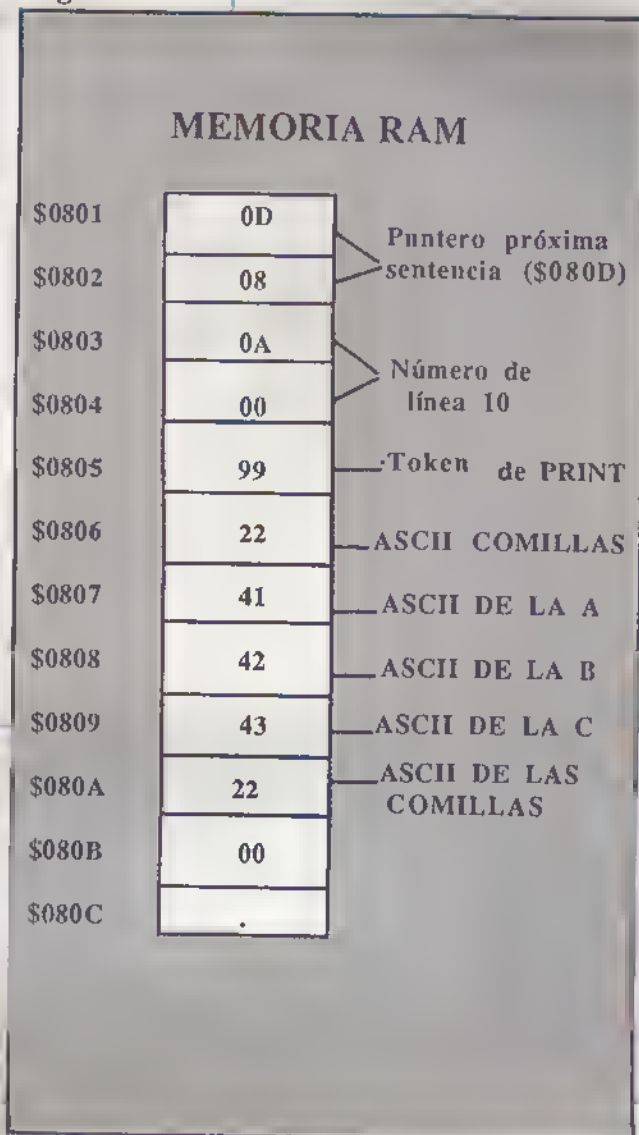 MEMORIA RAM
$0801 0D
Puntero próxima
$0802 08 sentencia ($080D)
$0803 0A
Número de
línea 10
$0804 00
$0805 99 Token de PRINT
$0806 22 ASCII COMILLAS
$0807 41 ASCII DE LA A
$0808 42 ASCII DE LA B
$0809 43 ASCII DE LA C
$080A 22 ASCII DE LAS
COMILLAS
$080B 00
$080C .